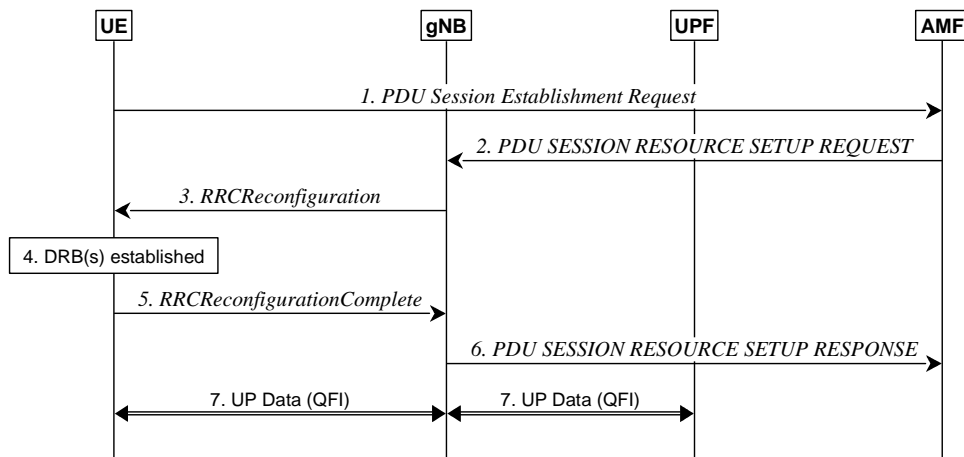 UE
gNB
UPF
AMF
1. PDU Session Establishment Request
2. PDU SESSION RESOURCE SETUP REQUEST
3. RRCReconfiguration
4. DRB(s) established
5. RRCReconfigurationComplete
6. PDU SESSION RESOURCE SETUP RESPONSE
7. UP Data (QFI)
7. UP Data (QFI)